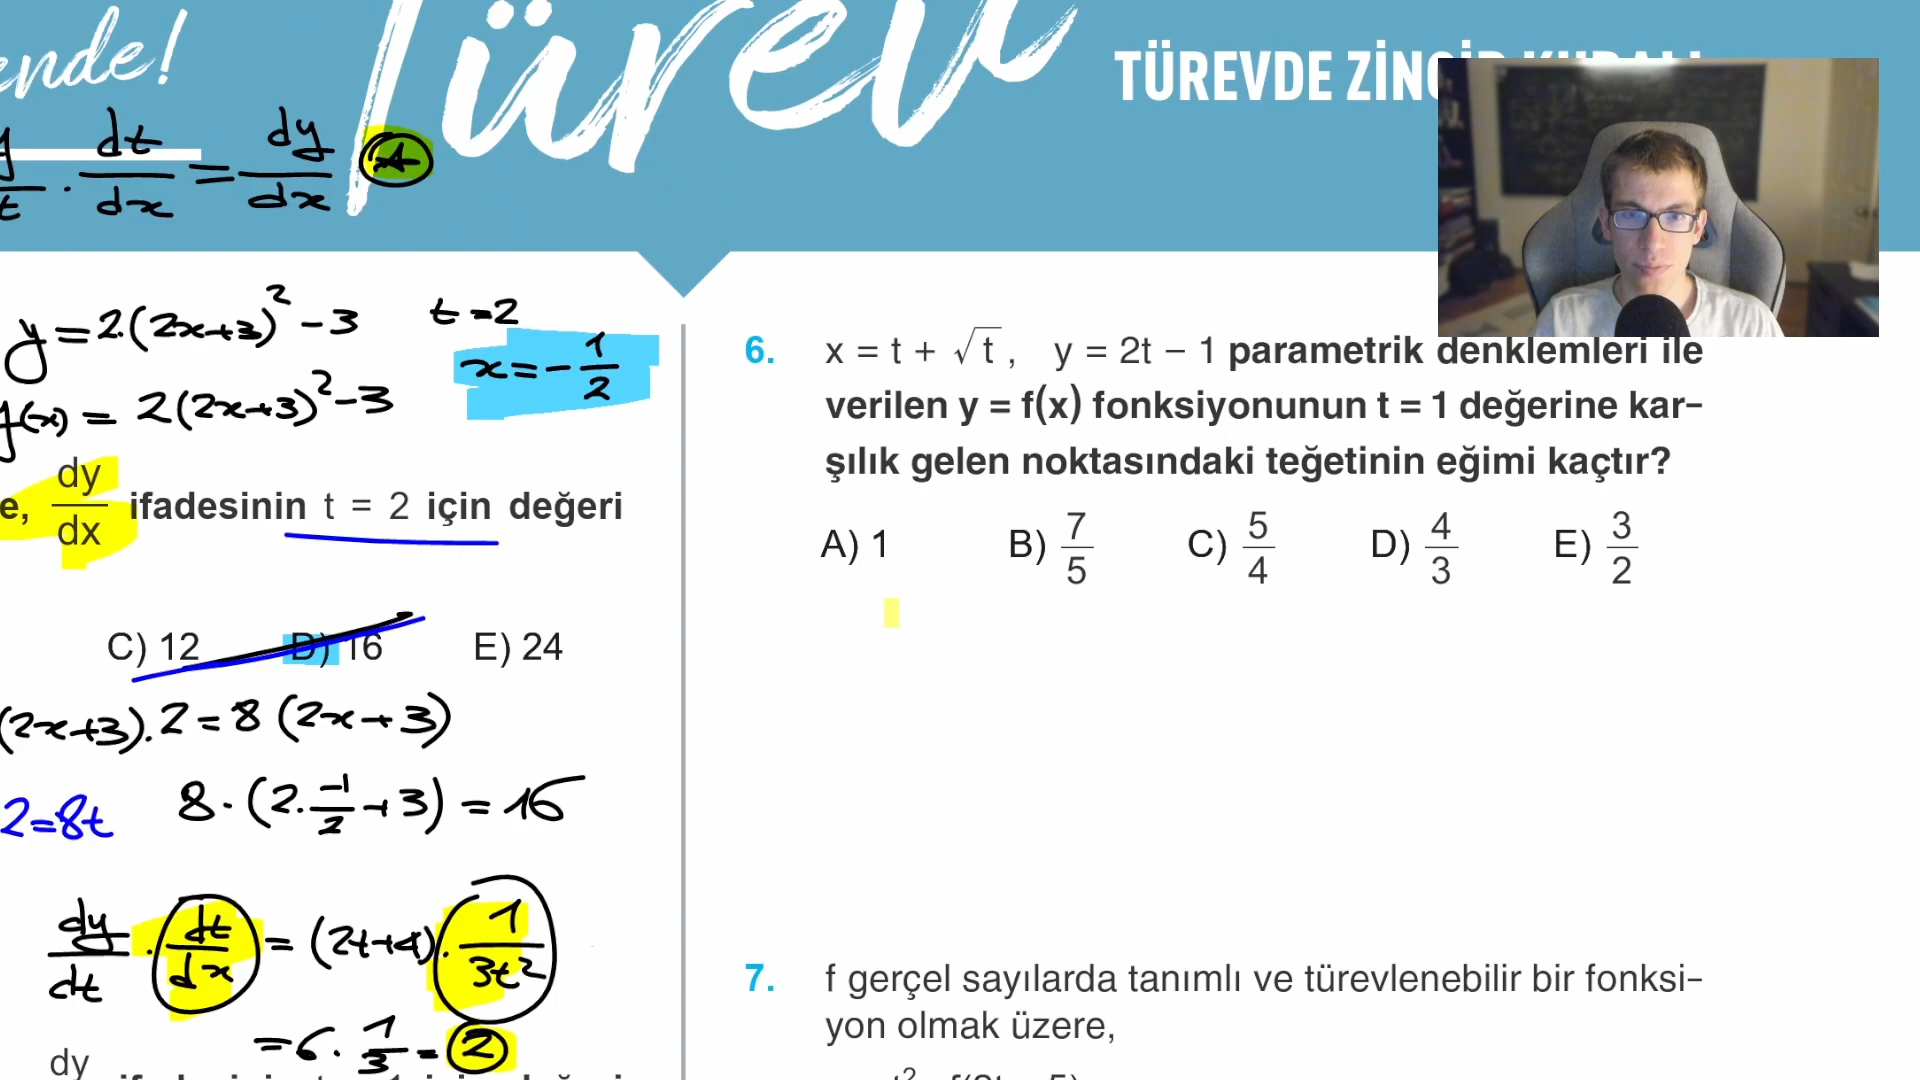 ende!
Türev
TÜREVDE ZİNCİR KURALI
dt/dx = dy/dx A
y = 2.(2x+3)² - 3
t = 2
x = - 1/2
f(x) = 2(2x+3)² - 3
e, dy/dx ifadesinin t = 2 için değeri
C) 12 D) 16 E) 24
(2x+3).2 = 8(2x+3)
2 = 8t
8.(2.-1/2+3) = 16
dy/dt . dt/dx = (2t+4). 1/3t²
= 6. 1/3 = 2
dy
6. x = t + √t, y = 2t − 1 parametrik denklemleri ile
verilen y = f(x) fonksiyonunun t = 1 değerine kar-
şılık gelen noktasındaki teğetinin eğimi kaçtır?
A) 1 B) 7/5 C) 5/4 D) 4/3 E) 3/2
7. f gerçel sayılarda tanımlı ve türevlenebilir bir fonksi-
yon olmak üzere,